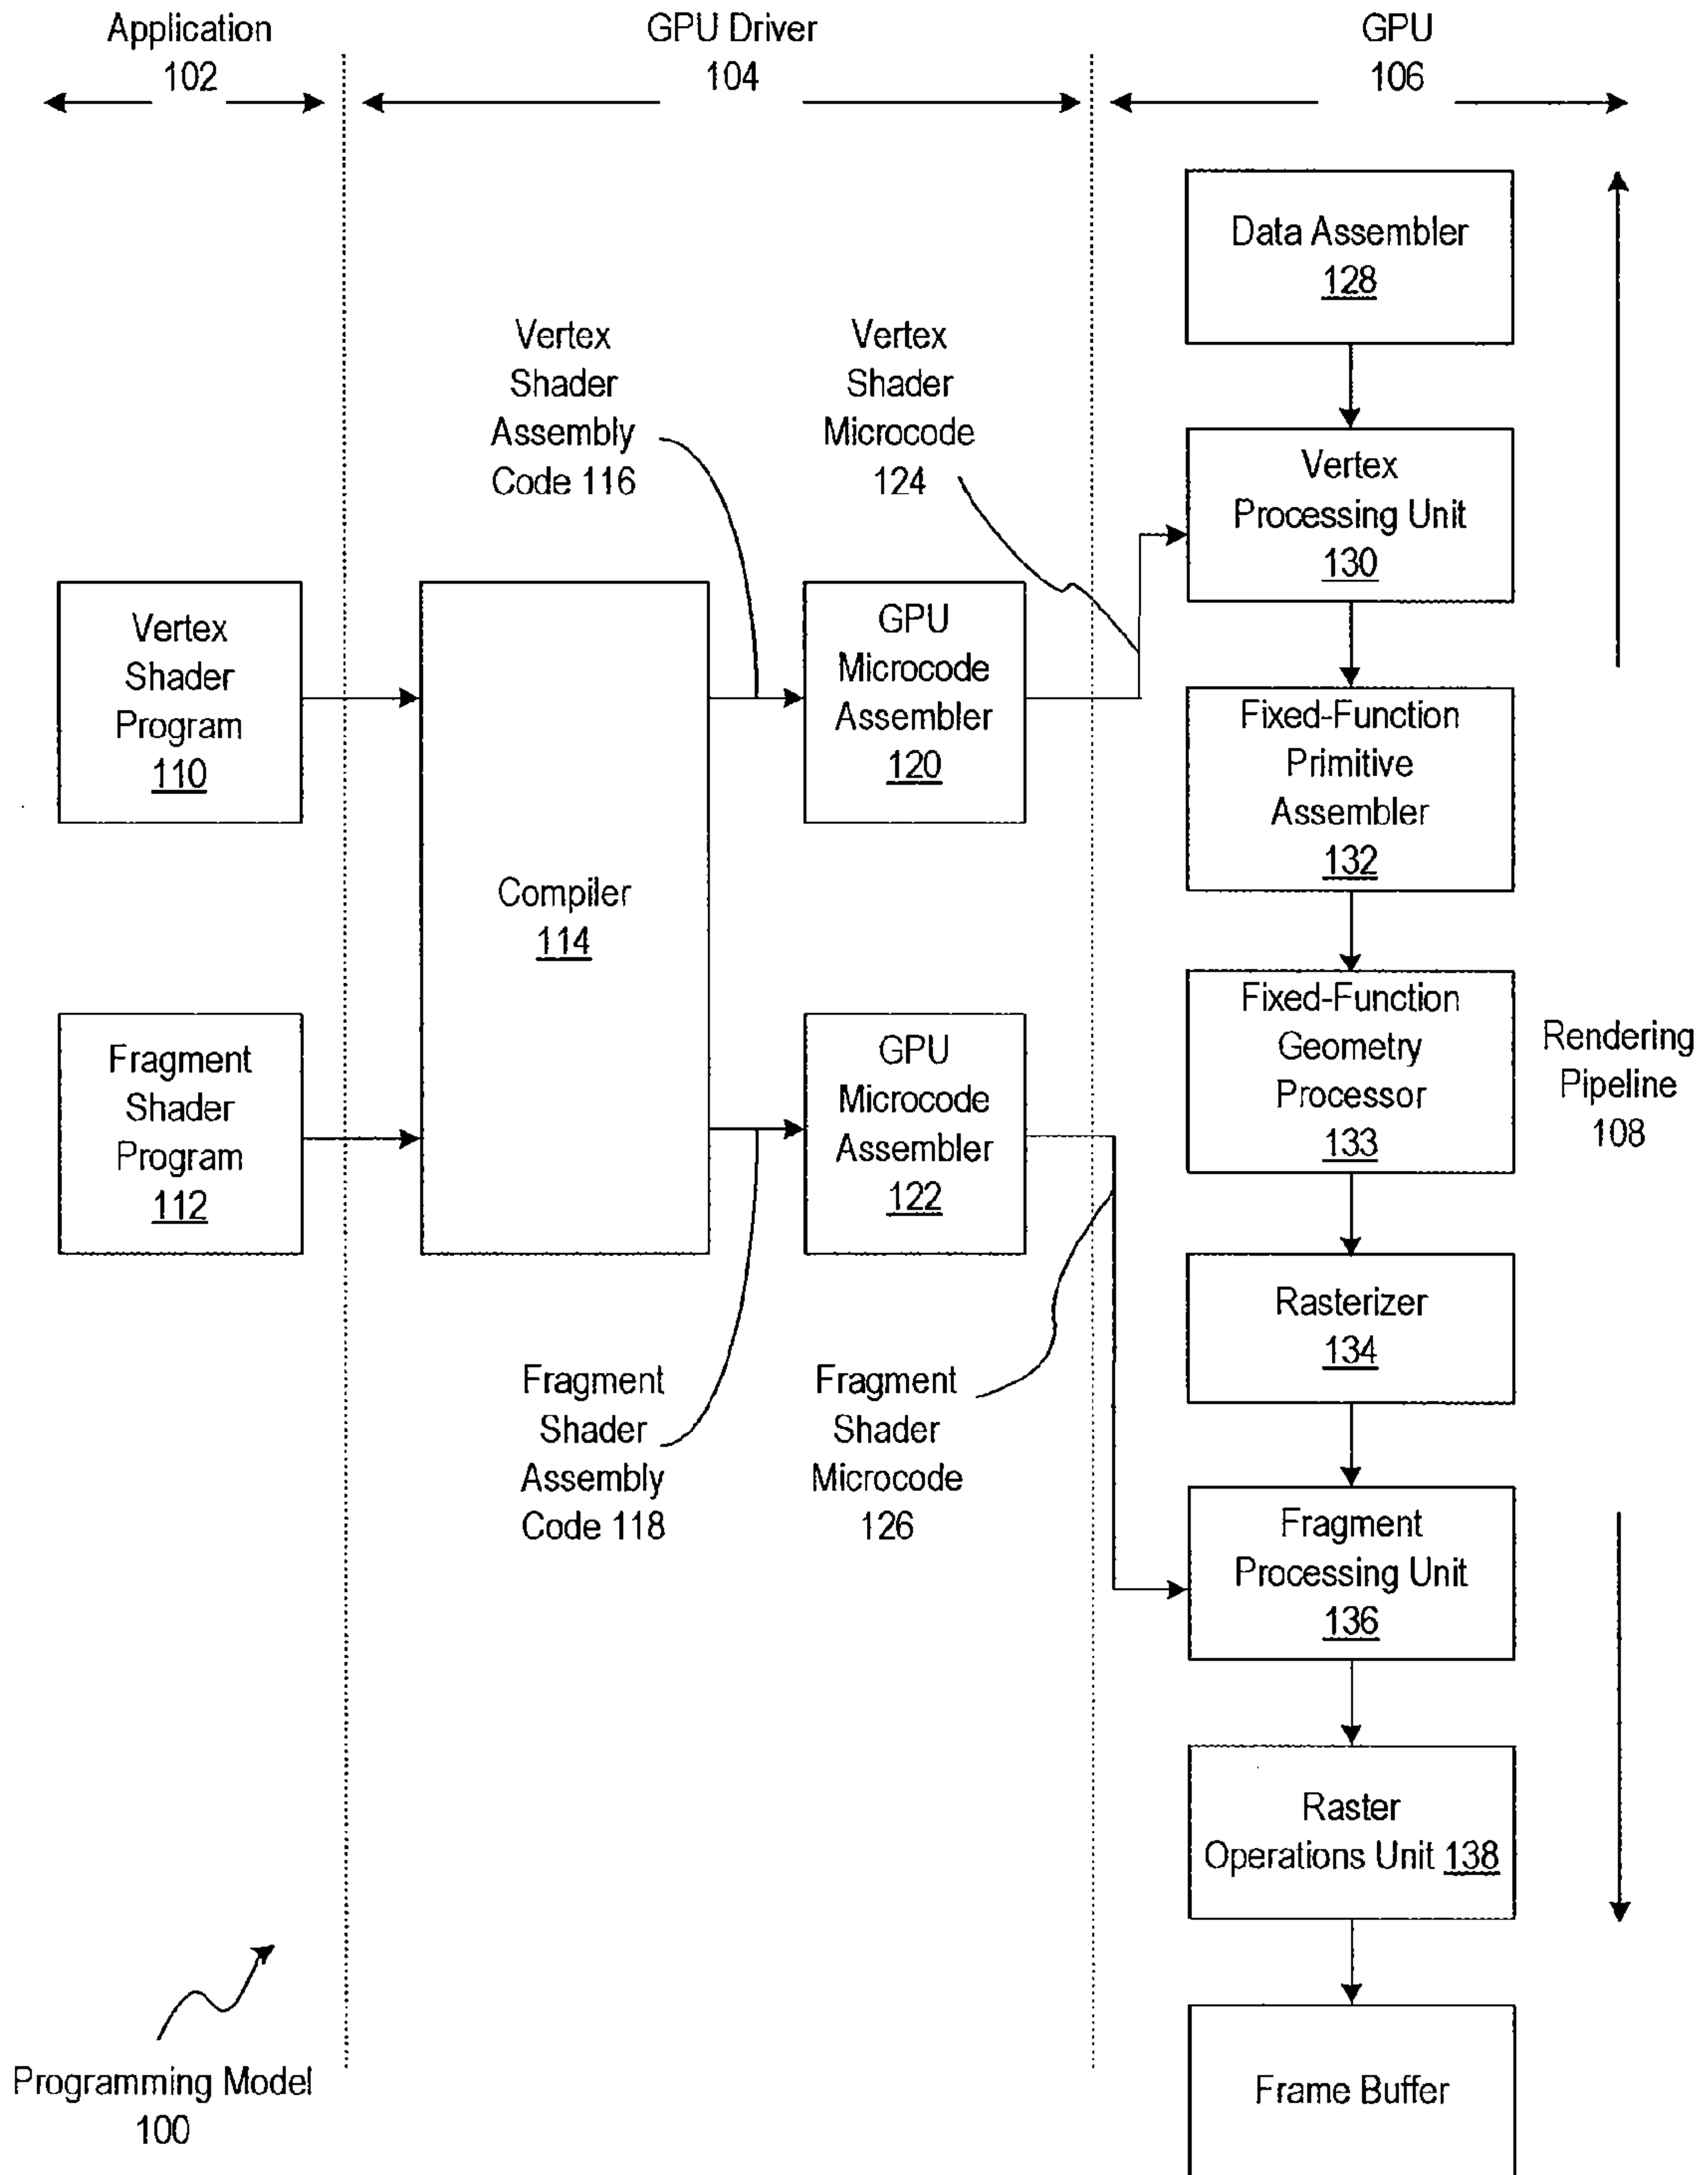 Application
102
GPU Driver
104
GPU
106
Data Assembler
128
Vertex
Shader
Assembly
Code 116
Vertex
Shader
Microcode
124
Vertex
Processing Unit
130
Vertex
Shader
Program
110
GPU
Microcode
Assembler
120
Fixed-Function
Primitive
Assembler
132
Compiler
114
Fixed-Function
Geometry
Processor
133
Rendering
Pipeline
108
Fragment
Shader
Program
112
GPU
Microcode
Assembler
122
Rasterizer
134
Fragment
Shader
Assembly
Code 118
Fragment
Shader
Microcode
126
Fragment
Processing Unit
136
Raster
Operations Unit 138
Programming Model
100
Frame Buffer